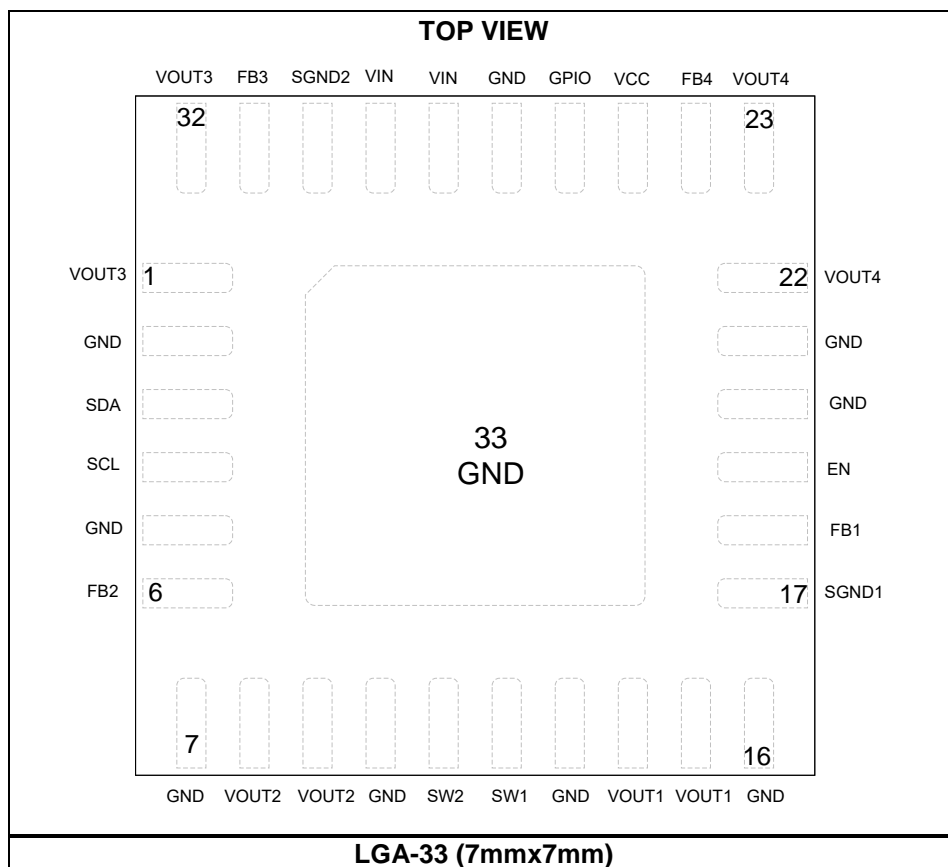 TOP VIEW
VOUT3 FB3 SGND2 VIN VIN GND GPIO VCC FB4 VOUT4
32 23
VOUT3 1 22 VOUT4
GND GND
SDA GND
33
SCL EN
GND
GND FB1
FB2 6 17 SGND1
7 16
GND VOUT2 VOUT2 GND SW2 SW1 GND VOUT1 VOUT1 GND
LGA-33 (7mmx7mm)